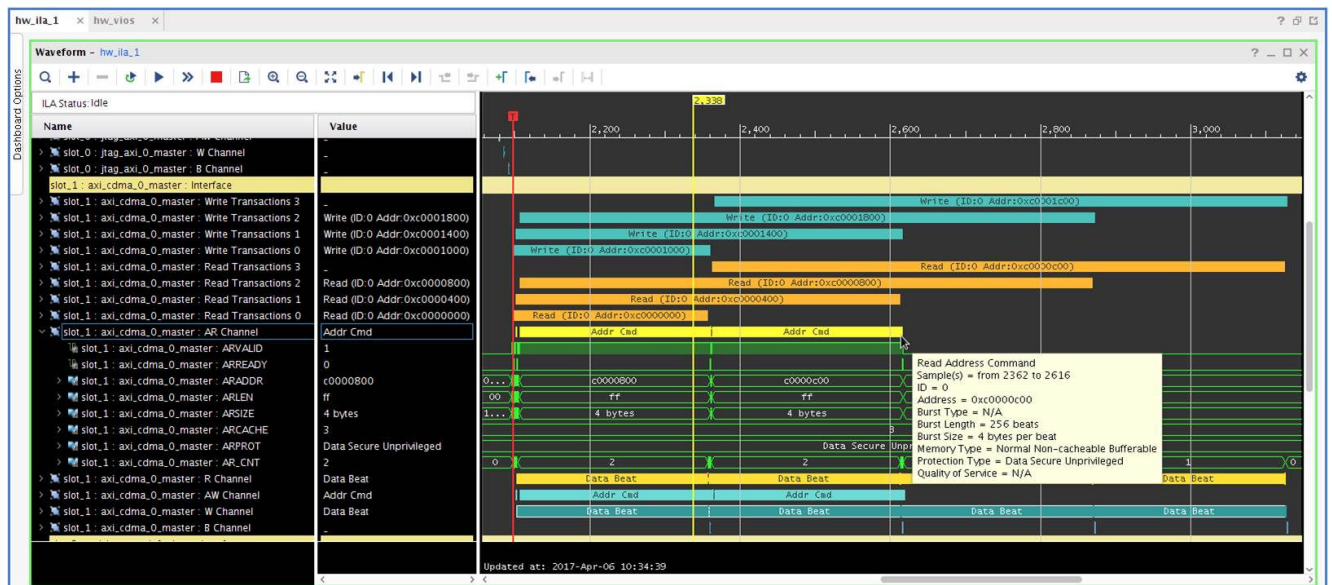 hw_ila_1 × hw_vios ×
Dashboard Options
Waveform - hw_ila_1
ILA Status: Idle
Name Value
2,338
T
2,200 2,400 2,600 2,800 3,000
slot_0 : jtag_axi_0_master : W Channel _
slot_0 : jtag_axi_0_master : B Channel _
slot_1 : axi_cdma_0_master : Interface
slot_1 : axi_cdma_0_master : Write Transactions 3 _ Write (ID:0 Addr:0xc0001c00)
slot_1 : axi_cdma_0_master : Write Transactions 2 Write (ID:0 Addr:0xc0001800) Write (ID:0 Addr:0xc0001800)
slot_1 : axi_cdma_0_master : Write Transactions 1 Write (ID:0 Addr:0xc0001400) Write (ID:0 Addr:0xc0001400)
slot_1 : axi_cdma_0_master : Write Transactions 0 Write (ID:0 Addr:0xc0001000) Write (ID:0 Addr:0xc0001000)
slot_1 : axi_cdma_0_master : Read Transactions 3 _ Read (ID:0 Addr:0xc0000c00)
slot_1 : axi_cdma_0_master : Read Transactions 2 Read (ID:0 Addr:0xc0000800) Read (ID:0 Addr:0xc0000800)
slot_1 : axi_cdma_0_master : Read Transactions 1 Read (ID:0 Addr:0xc0000400) Read (ID:0 Addr:0xc0000400)
slot_1 : axi_cdma_0_master : Read Transactions 0 Read (ID:0 Addr:0xc0000000) Read (ID:0 Addr:0xc0000000)
slot_1 : axi_cdma_0_master : AR Channel Addr Cmd Addr Cmd Addr Cmd
slot_1 : axi_cdma_0_master : ARVALID 1
slot_1 : axi_cdma_0_master : ARREADY 0
slot_1 : axi_cdma_0_master : ARADDR c0000800 0... c0000800 c0000c00
slot_1 : axi_cdma_0_master : ARLEN ff 00 ff ff
slot_1 : axi_cdma_0_master : ARSIZE 4 bytes 1... 4 bytes 4 bytes
slot_1 : axi_cdma_0_master : ARCACHE 3 3
slot_1 : axi_cdma_0_master : ARPROT Data Secure Unprivileged Data Secure Unpr
slot_1 : axi_cdma_0_master : AR_CNT 2 0 2 2 1 0
slot_1 : axi_cdma_0_master : R Channel Data Beat Data Beat Data Beat Data Beat
slot_1 : axi_cdma_0_master : AW Channel Addr Cmd Addr Cmd Addr Cmd
slot_1 : axi_cdma_0_master : W Channel Data Beat Data Beat Data Beat Data Beat Data Beat
slot_1 : axi_cdma_0_master : B Channel _
Read Address Command
Sample(s) = from 2362 to 2616
ID = 0
Address = 0xc0000c00
Burst Type = N/A
Burst Length = 256 beats
Burst Size = 4 bytes per beat
Memory Type = Normal Non-cacheable Bufferable
Protection Type = Data Secure Unprivileged
Quality of Service = N/A
Updated at: 2017-Apr-06 10:34:39